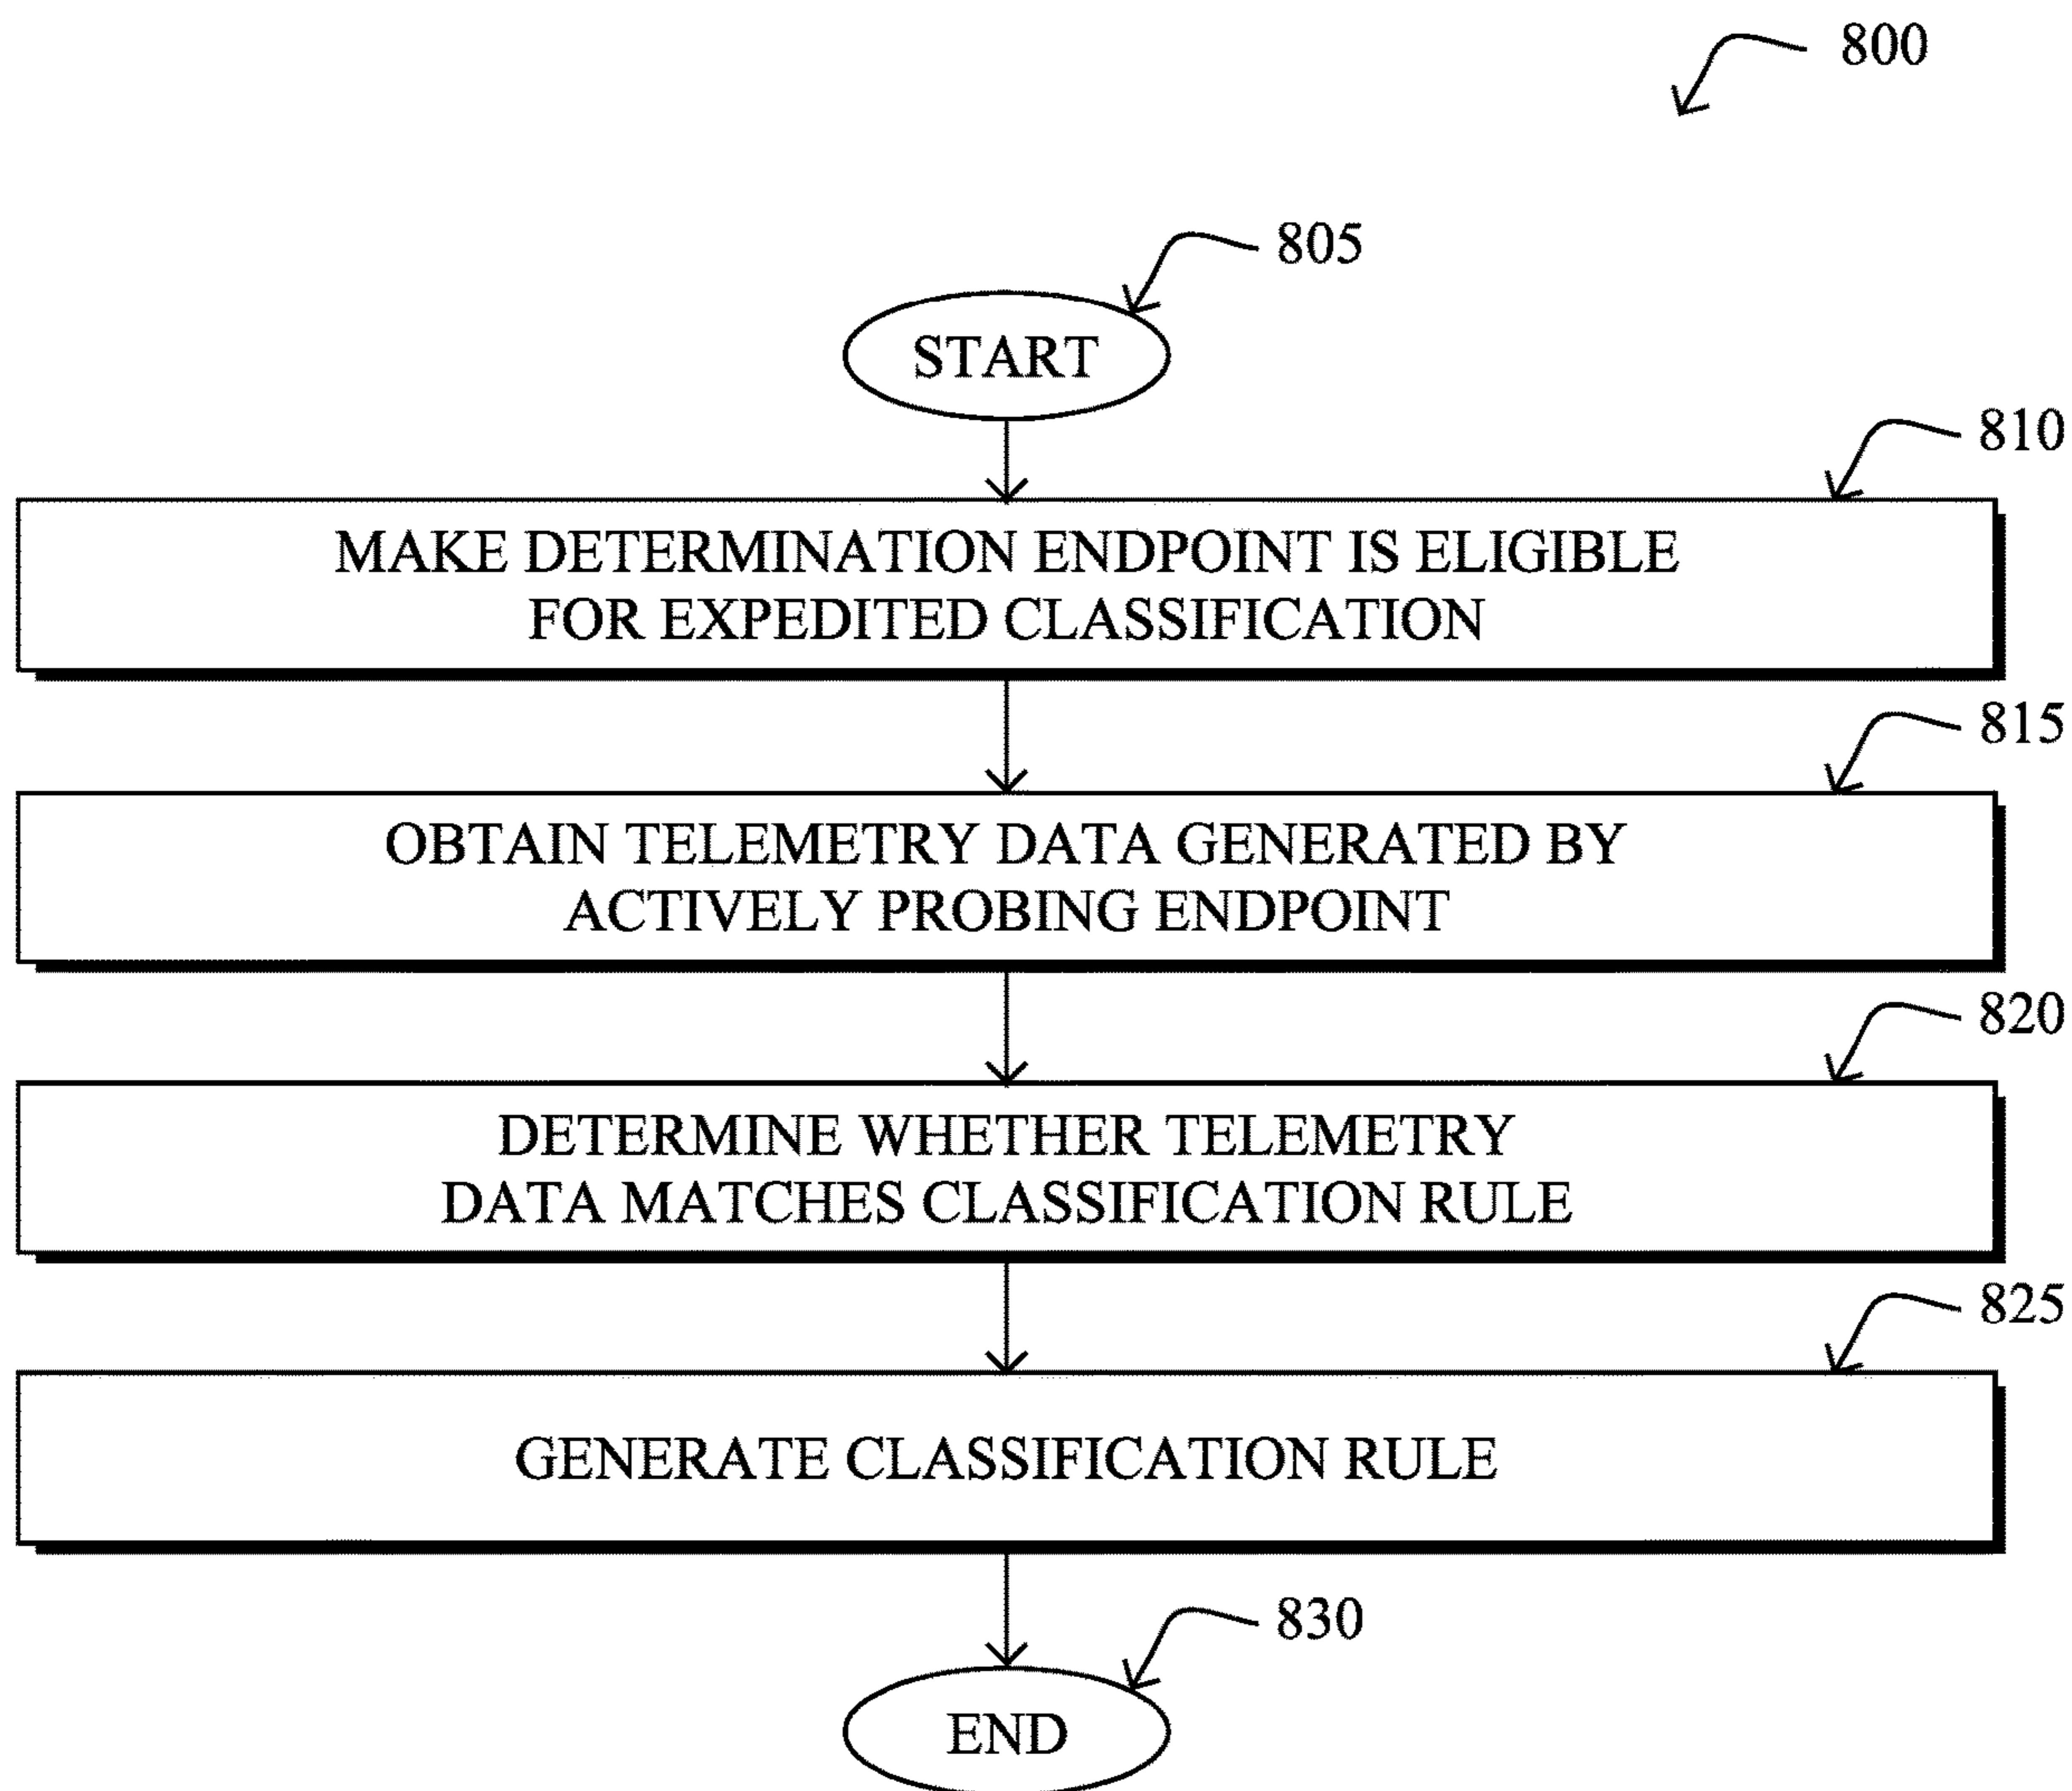 800
805
START
810
MAKE DETERMINATION ENDPOINT IS ELIGIBLE
FOR EXPEDITED CLASSIFICATION
815
OBTAIN TELEMETRY DATA GENERATED BY
ACTIVELY PROBING ENDPOINT
820
DETERMINE WHETHER TELEMETRY
DATA MATCHES CLASSIFICATION RULE
825
GENERATE CLASSIFICATION RULE
830
END